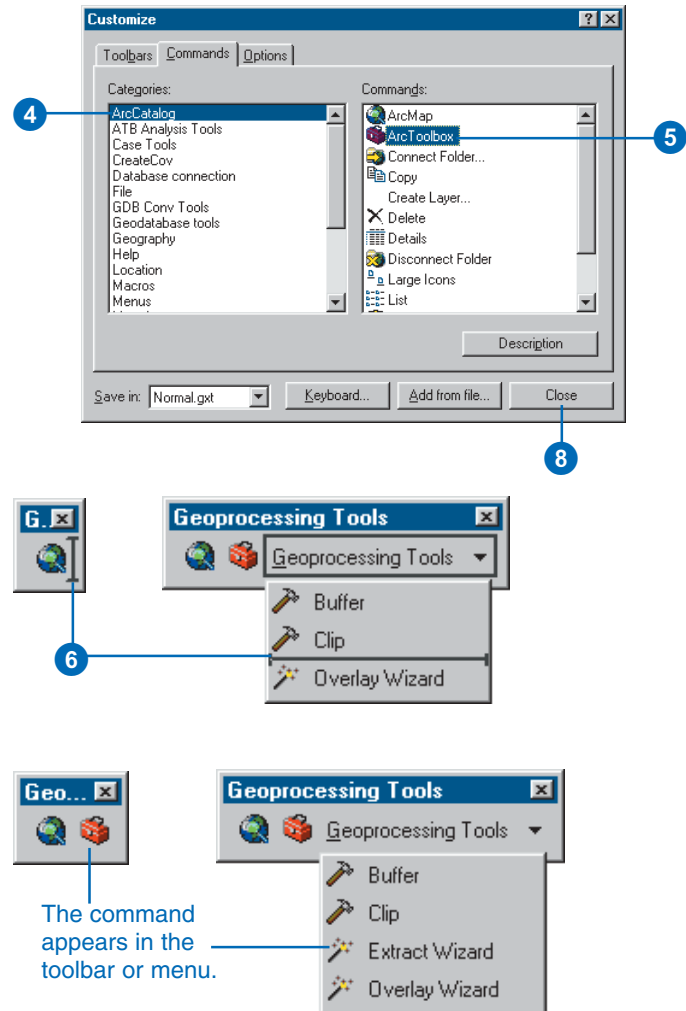 Customize
Toolbars Commands Options
Categories: Commands:
4
ArcCatalog
ATB Analysis Tools
Case Tools
CreateCov
Database connection
File
GDB Conv Tools
Geodatabase tools
Geography
Help
Location
Macros
Menus
ArcMap
ArcToolbox
Connect Folder...
Copy
Create Layer...
Delete
Details
Disconnect Folder
Large Icons
List
5
Description
Save in: Normal.gxt Keyboard... Add from file... Close
8
G..
Geoprocessing Tools
Geoprocessing Tools
Buffer
Clip
Overlay Wizard
6
Geo...
Geoprocessing Tools
Geoprocessing Tools
Buffer
Clip
Extract Wizard
Overlay Wizard
The command
appears in the
toolbar or menu.